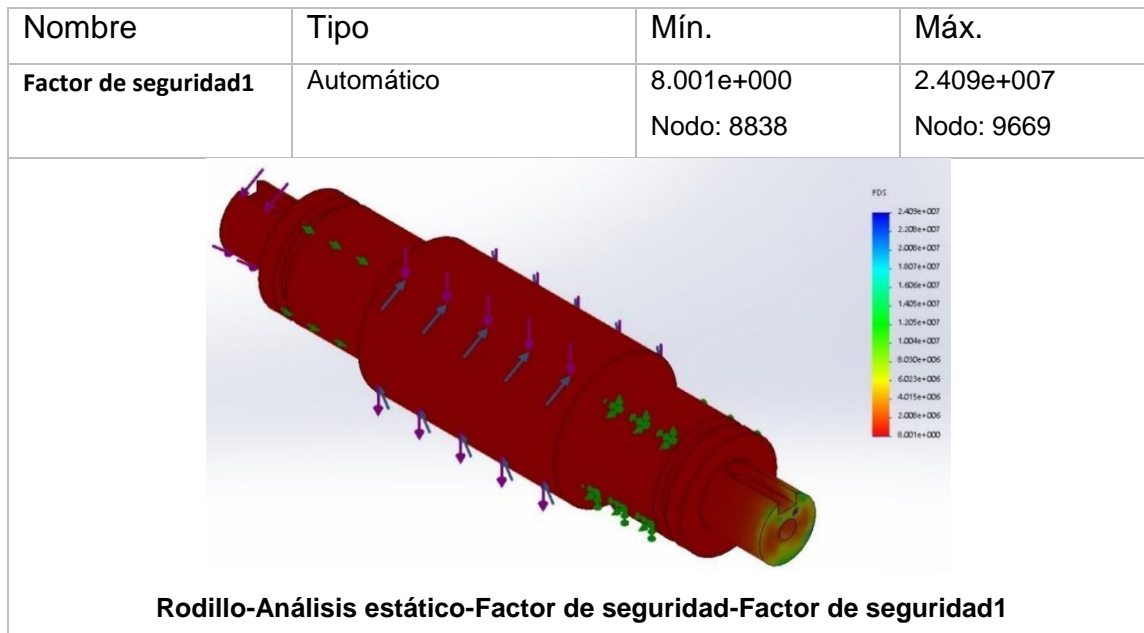 Nombre Tipo Mín. Máx.
Factor de seguridad1 Automático 8.001e+000 2.409e+007
Nodo: 8838 Nodo: 9669
FDS
2.409e+007
2.208e+007
2.008e+007
1.807e+007
1.606e+007
1.405e+007
1.205e+007
1.004e+007
8.030e+006
6.023e+006
4.015e+006
2.008e+006
8.001e+000
Rodillo-Análisis estático-Factor de seguridad-Factor de seguridad1